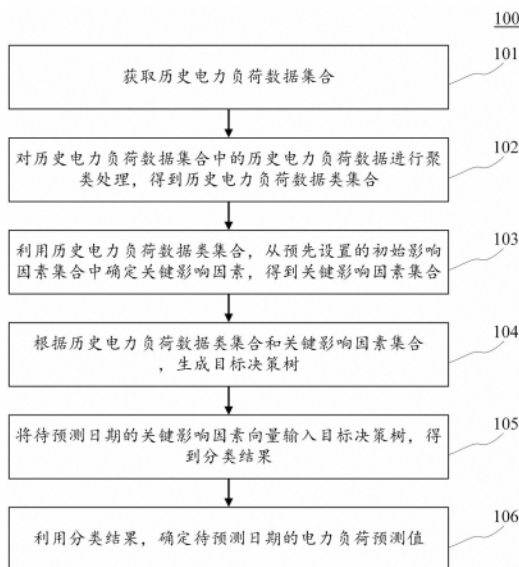 100
101
获取历史电力负荷数据集合
102
对历史电力负荷数据集合中的历史电力负荷数据进行聚
类处理，得到历史电力负荷数据类集合
103
利用历史电力负荷数据类集合，从预先设置的初始影响
因素集合中确定关键影响因素，得到关键影响因素集合
104
根据历史电力负荷数据类集合和关键影响因素集合
，生成目标决策树
105
将待预测日期的关键影响因素向量输入目标决策树，得
到分类结果
106
利用分类结果，确定待预测日期的电力负荷预测值